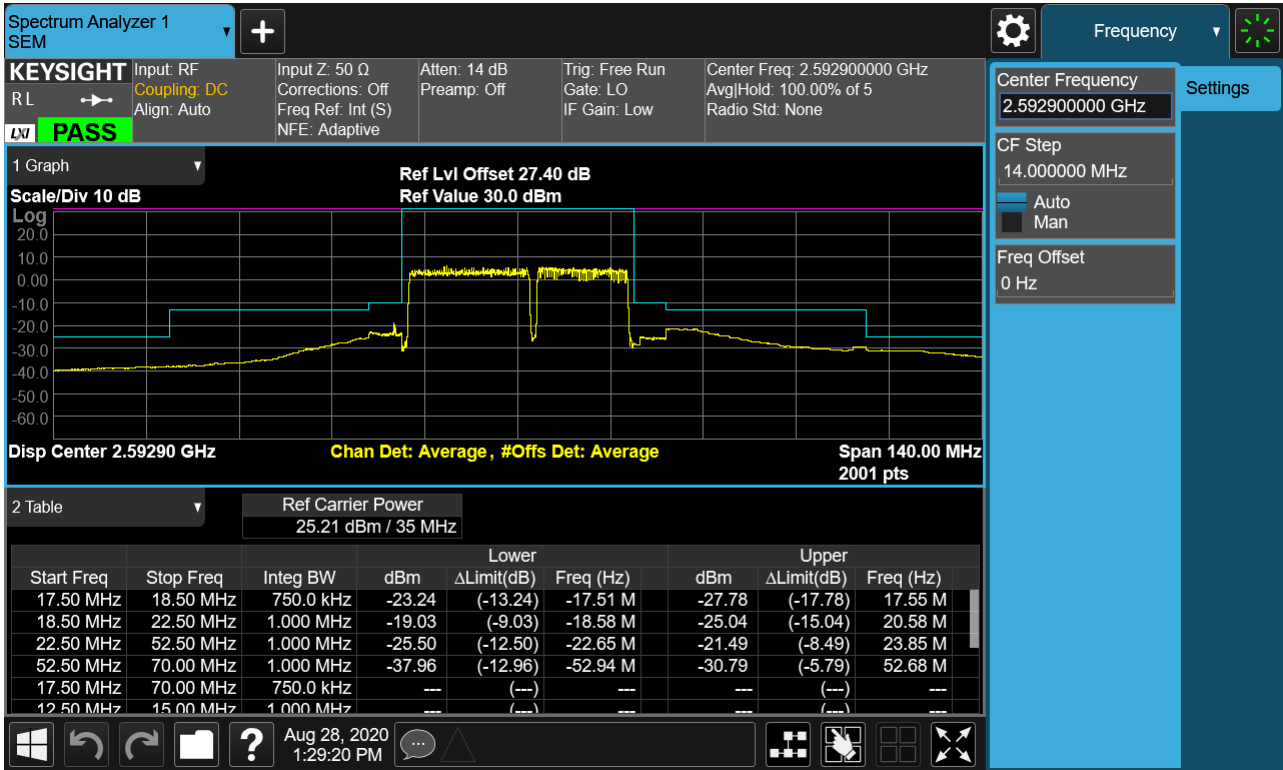 Spectrum Analyzer 1
SEM
Frequency
KEYSIGHT
R L
LXI PASS
Input: RF
Coupling: DC
Align: Auto
Input Z: 50 Ω
Corrections: Off
Freq Ref: Int (S)
NFE: Adaptive
Atten: 14 dB
Preamp: Off
Trig: Free Run
Gate: LO
IF Gain: Low
Center Freq: 2.592900000 GHz
Avg|Hold: 100.00% of 5
Radio Std: None
Center Frequency
2.592900000 GHz
Settings
CF Step
14.000000 MHz
Auto
Man
Freq Offset
0 Hz
1 Graph
Ref Lvl Offset 27.40 dB
Scale/Div 10 dB
Ref Value 30.0 dBm
Log
20.0
10.0
0.00
-10.0
-20.0
-30.0
-40.0
-50.0
-60.0
Disp Center 2.59290 GHz
Chan Det: Average , #Offs Det: Average
Span 140.00 MHz
2001 pts
2 Table
Ref Carrier Power
25.21 dBm / 35 MHz
Lower Upper
Start Freq Stop Freq Integ BW dBm ΔLimit(dB) Freq (Hz) dBm ΔLimit(dB) Freq (Hz)
17.50 MHz 18.50 MHz 750.0 kHz -23.24 (-13.24) -17.51 M -27.78 (-17.78) 17.55 M
18.50 MHz 22.50 MHz 1.000 MHz -19.03 (-9.03) -18.58 M -25.04 (-15.04) 20.58 M
22.50 MHz 52.50 MHz 1.000 MHz -25.50 (-12.50) -22.65 M -21.49 (-8.49) 23.85 M
52.50 MHz 70.00 MHz 1.000 MHz -37.96 (-12.96) -52.94 M -30.79 (-5.79) 52.68 M
17.50 MHz 70.00 MHz 750.0 kHz --- (---) --- --- (---) ---
12.50 MHz 15.00 MHz 1.000 MHz --- (---) --- --- (---) ---
? Aug 28, 2020
1:29:20 PM